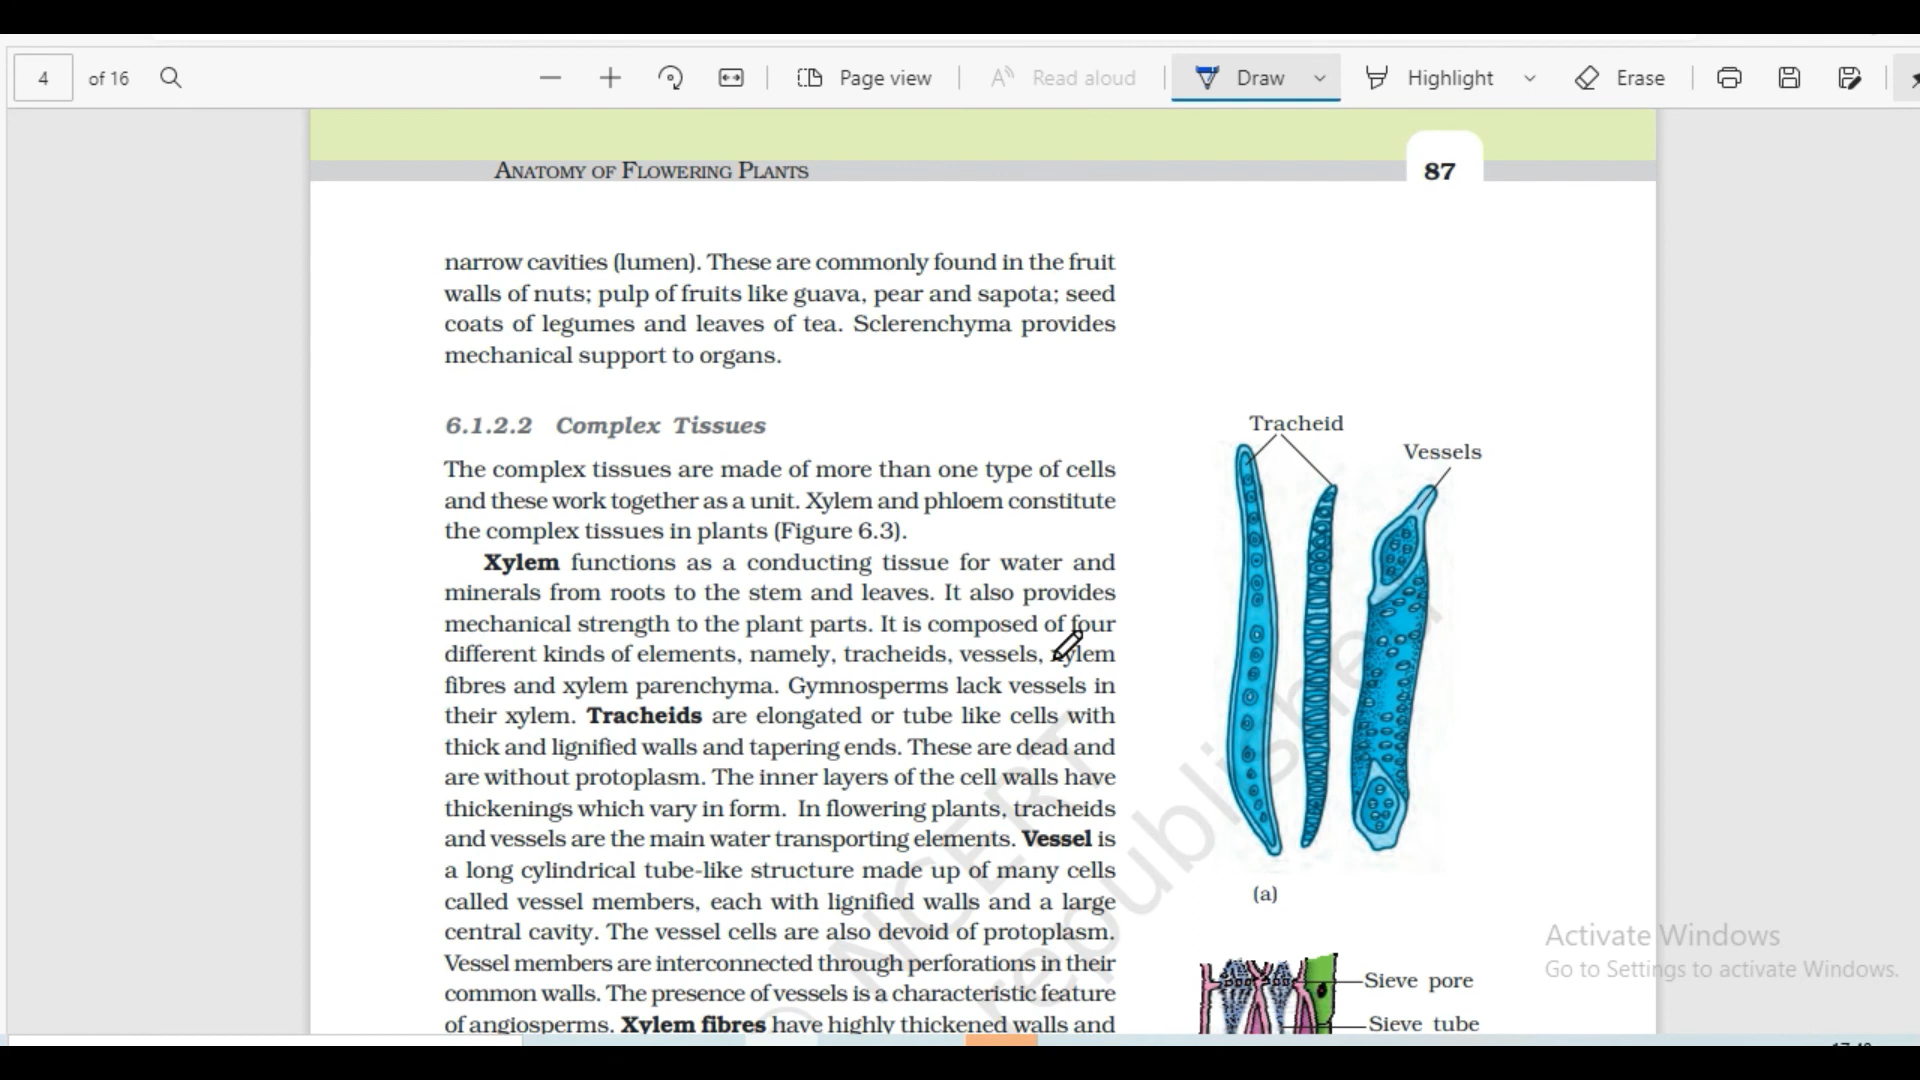 4 of 16 Page view Read aloud Draw Highlight Erase
ANATOMY OF FLOWERING PLANTS 87
narrow cavities (lumen). These are commonly found in the fruit
walls of nuts; pulp of fruits like guava, pear and sapota; seed
coats of legumes and leaves of tea. Sclerenchyma provides
mechanical support to organs.
6.1.2.2 Complex Tissues
The complex tissues are made of more than one type of cells
and these work together as a unit. Xylem and phloem constitute
the complex tissues in plants (Figure 6.3).
Xylem functions as a conducting tissue for water and
minerals from roots to the stem and leaves. It also provides
mechanical strength to the plant parts. It is composed of four
different kinds of elements, namely, tracheids, vessels, xylem
fibres and xylem parenchyma. Gymnosperms lack vessels in
their xylem. Tracheids are elongated or tube like cells with
thick and lignified walls and tapering ends. These are dead and
are without protoplasm. The inner layers of the cell walls have
thickenings which vary in form. In flowering plants, tracheids
and vessels are the main water transporting elements. Vessel is
a long cylindrical tube-like structure made up of many cells
called vessel members, each with lignified walls and a large
central cavity. The vessel cells are also devoid of protoplasm.
Vessel members are interconnected through perforations in their
common walls. The presence of vessels is a characteristic feature
of angiosperms. Xylem fibres have highly thickened walls and
Tracheid
Vessels
(a)
Sieve pore
Sieve tube
NCERT
republished
Activate Windows
Go to Settings to activate Windows.